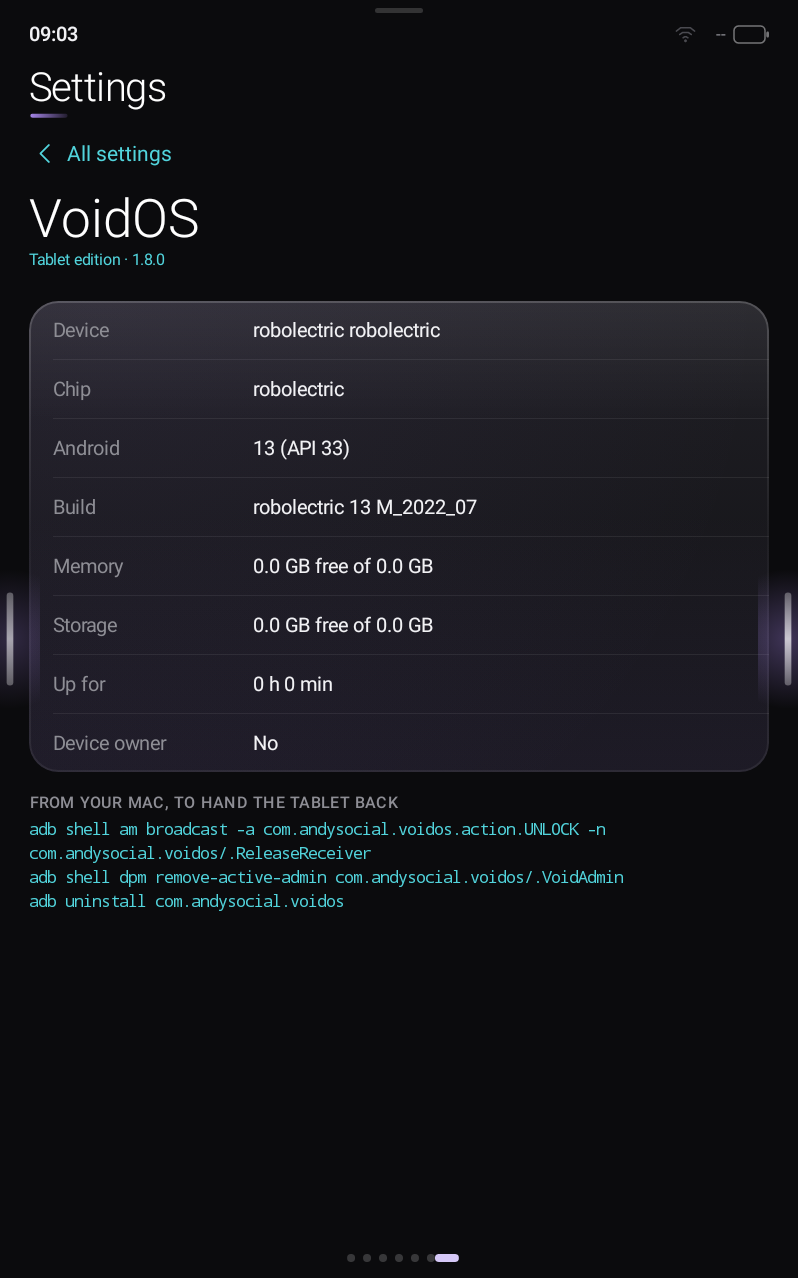 09:03
--
Settings
All settings
VoidOS
Tablet edition · 1.8.0
Device robolectric robolectric
Chip robolectric
Android 13 (API 33)
Build robolectric 13 M_2022_07
Memory 0.0 GB free of 0.0 GB
Storage 0.0 GB free of 0.0 GB
Up for 0 h 0 min
Device owner No
FROM YOUR MAC, TO HAND THE TABLET BACK
adb shell am broadcast -a com.andysocial.voidos.action.UNLOCK -n
com.andysocial.voidos/.ReleaseReceiver
adb shell dpm remove-active-admin com.andysocial.voidos/.VoidAdmin
adb uninstall com.andysocial.voidos